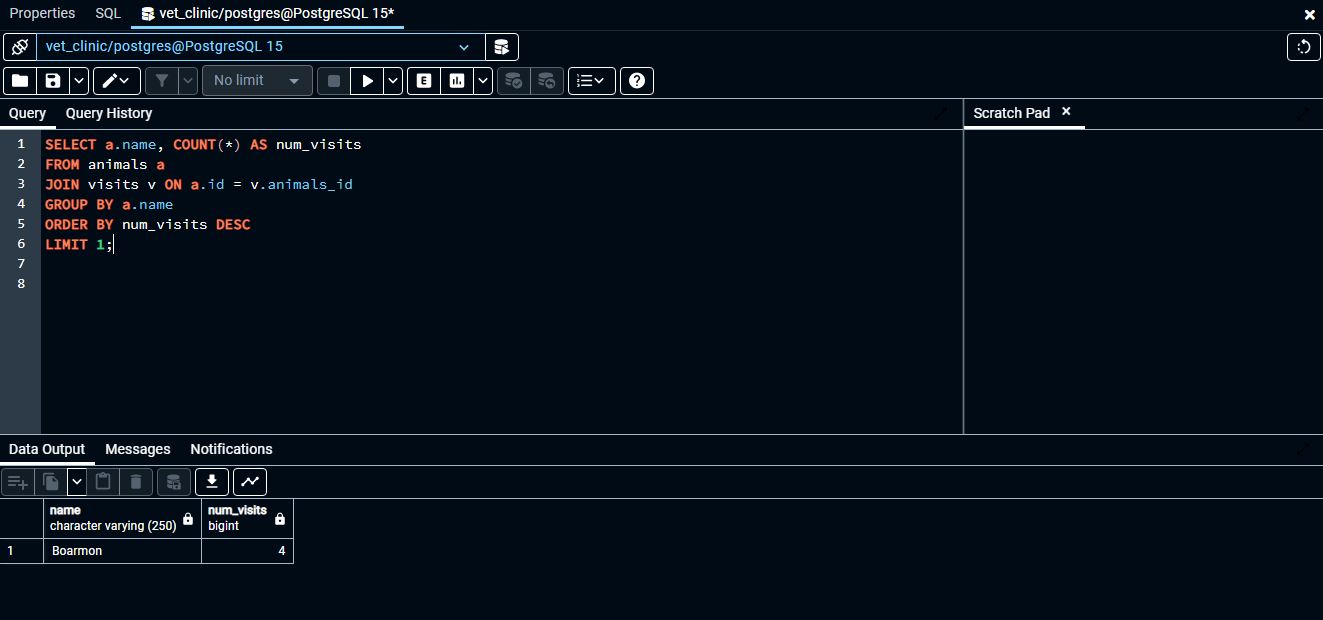 Properties SQL vet_clinic/postgres@PostgreSQL 15*
vet_clinic/postgres@PostgreSQL 15
No limit E
Query Query History Scratch Pad
1 SELECT a.name, COUNT(*) AS num_visits
2 FROM animals a
3 JOIN visits v ON a.id = v.animals_id
4 GROUP BY a.name
5 ORDER BY num_visits DESC
6 LIMIT 1;
7
8
Data Output Messages Notifications
name num_visits
character varying (250) bigint
1 Boarmon 4